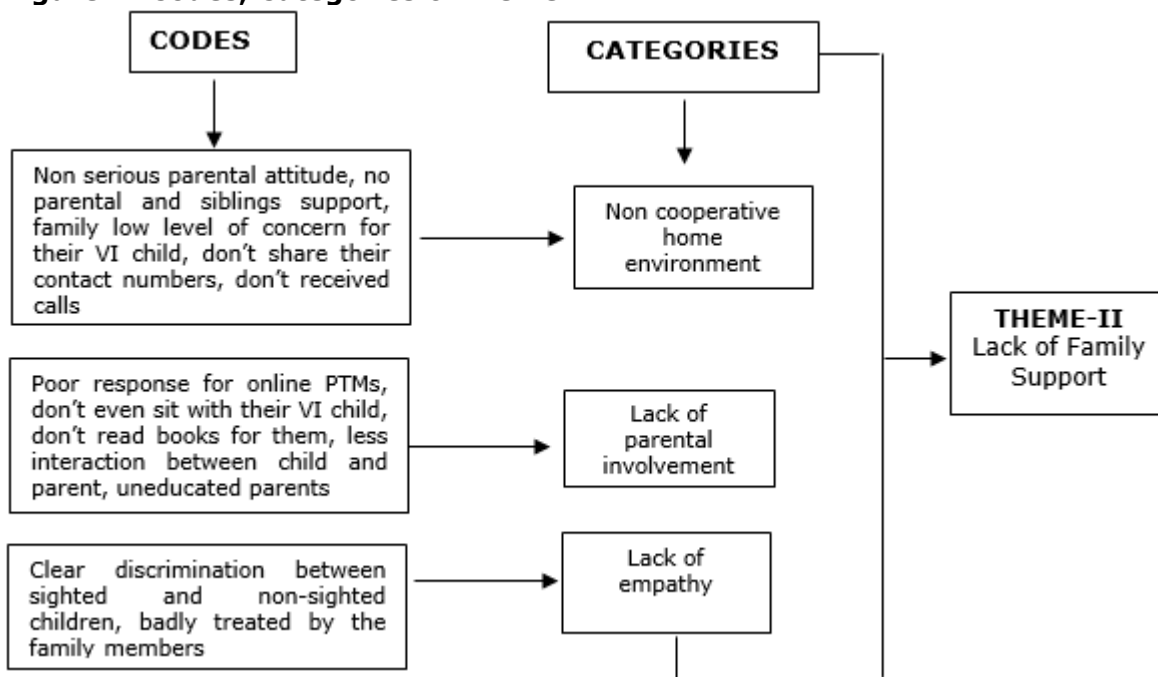 CODES
CATEGORIES
Non serious parental attitude, no
parental and siblings support,
family low level of concern for
their VI child, don't share their
contact numbers, don't received
calls
Non cooperative
home
environment
THEME-II
Lack of Family
Support
Poor response for online PTMs,
don't even sit with their VI child,
don't read books for them, less
interaction between child and
parent, uneducated parents
Lack of
parental
involvement
Clear discrimination between
sighted and non-sighted
children, badly treated by the
family members
Lack of
empathy